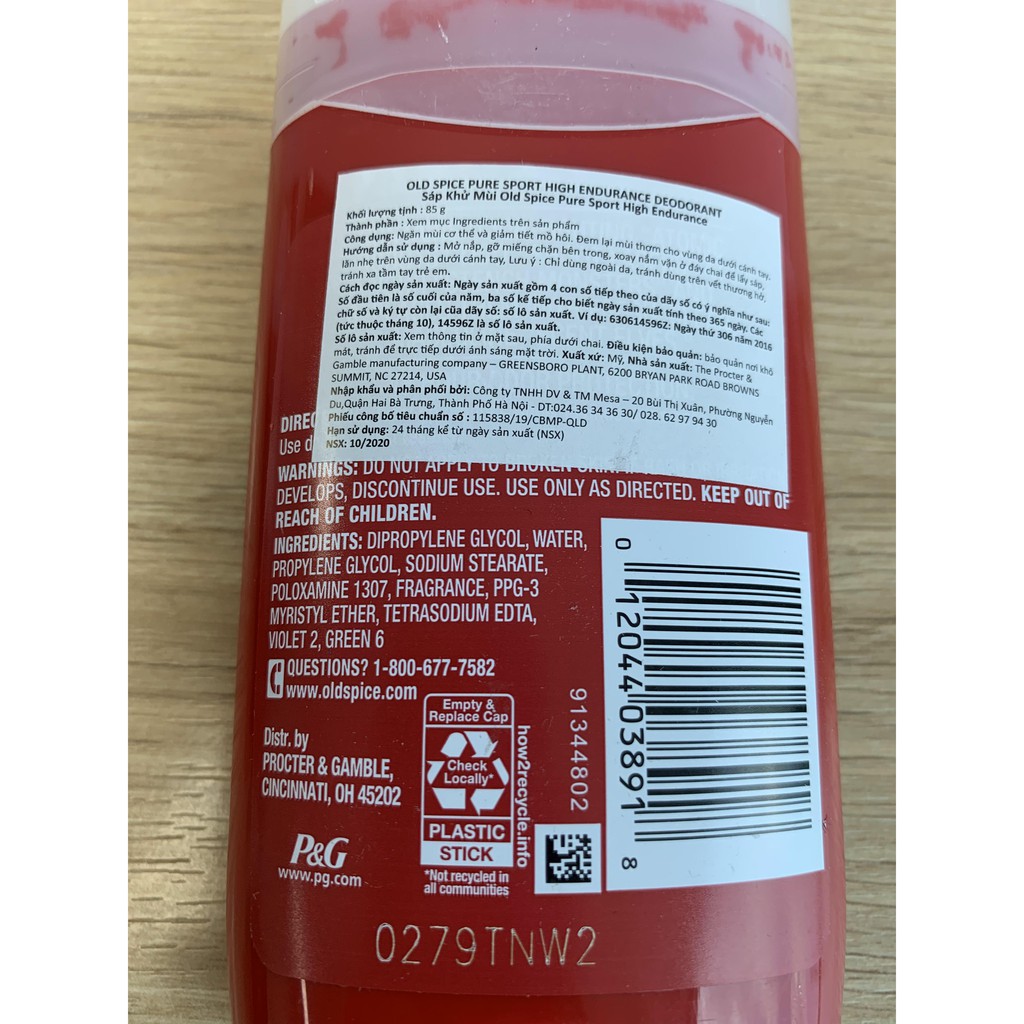 OLD SPICE PURE SPORT HIGH ENDURANCE DEODORANT
Sáp Khử Mùi Old Spice Pure Sport High Endurance
Khối lượng tịnh : 85 g
Thành phần : Xem mục Ingredients trên sản phẩm
Công dụng: Ngăn mùi cơ thể và giảm tiết mồ hôi. Đem lại mùi thơm cho vùng da dưới cánh tay.
Hướng dẫn sử dụng : Mở nắp, gỡ miếng chặn bên trong, xoay nắm vặn ở đáy chai để lấy sáp,
lăn nhẹ trên vùng da dưới cánh tay, Lưu ý : Chỉ dùng ngoài da, tránh dùng trên vết thương hở,
tránh xa tầm tay trẻ em.
Cách đọc ngày sản xuất: Ngày sản xuất gồm 4 con số tiếp theo của dãy số có ý nghĩa như sau:
Số đầu tiên là số cuối của năm, ba số kế tiếp cho biết ngày sản xuất tính theo 365 ngày. Các
chữ số và ký tự còn lại của dãy số: số lô sản xuất. Ví dụ: 630614596Z: Ngày thứ 306 năm 2016
(tức thuộc tháng 10), 14596Z là số lô sản xuất.
Số lô sản xuất: Xem thông tin ở mặt sau, phía dưới chai. Điều kiện bảo quản: bảo quản nơi khô
mát, tránh để trực tiếp dưới ánh sáng mặt trời. Xuất xứ: Mỹ, Nhà sản xuất: The Procter &
Gamble manufacturing company – GREENSBORO PLANT, 6200 BRYAN PARK ROAD BROWNS
SUMMIT, NC 27214, USA
Nhập khẩu và phân phối bởi: Công ty TNHH DV & TM Mesa – 20 Bùi Thị Xuân, Phường Nguyễn
Du,Quận Hai Bà Trưng, Thành Phố Hà Nội - DT:024.36 34 36 30/ 028. 62 97 94 30
Phiếu công bố tiêu chuẩn số : 115838/19/CBMP-QLD
Hạn sử dụng: 24 tháng kể từ ngày sản xuất (NSX)
NSX: 10/2020
Use
WARNINGS: DO NOT APPLY TO BROKEN SKIN.
DEVELOPS, DISCONTINUE USE. USE ONLY AS DIRECTED. KEEP OUT OF
REACH OF CHILDREN.
INGREDIENTS: DIPROPYLENE GLYCOL, WATER,
PROPYLENE GLYCOL, SODIUM STEARATE,
POLOXAMINE 1307, FRAGRANCE, PPG-3
MYRISTYL ETHER, TETRASODIUM EDTA,
VIOLET 2, GREEN 6
QUESTIONS? 1-800-677-7582
www.oldspice.com
Distr. by
PROCTER & GAMBLE,
CINCINNATI, OH 45202
P&G
www.pg.com
Empty &
Replace Cap
Check
Locally*
PLASTIC
STICK
*Not recycled in
all communities
how2recycle.info
91344802
0 12044 03891 8
0279TNW2